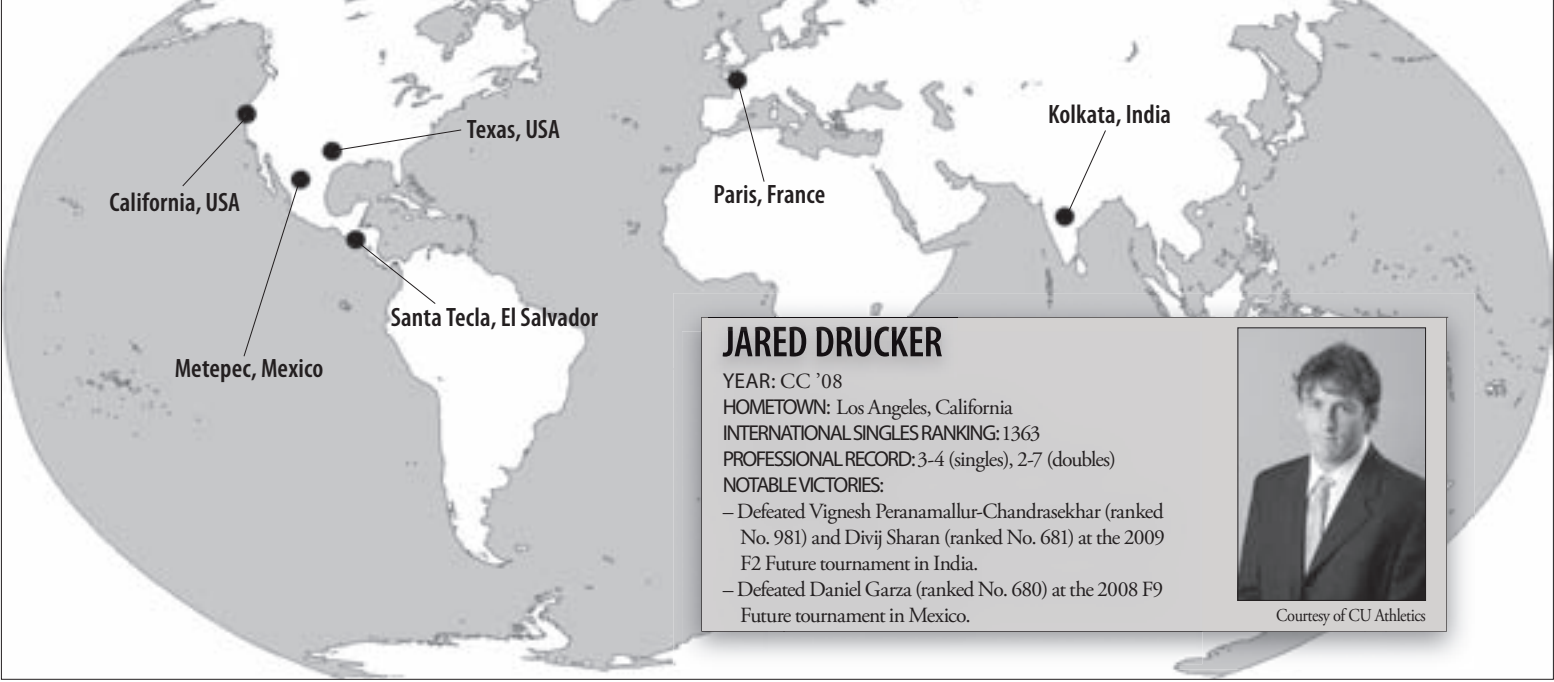 Texas, USA
Kolkata, India
California, USA
Paris, France
Santa Tecla, El Salvador
Metepec, Mexico
JARED DRUCKER
YEAR: CC ’08
HOMETOWN: Los Angeles, California
INTERNATIONAL SINGLES RANKING: 1363
PROFESSIONAL RECORD: 3-4 (singles), 2-7 (doubles)
NOTABLE VICTORIES:
– Defeated Vignesh Peranamallur-Chandrasekhar (ranked
No. 981) and Divij Sharan (ranked No. 681) at the 2009
F2 Future tournament in India.
– Defeated Daniel Garza (ranked No. 680) at the 2008 F9
Future tournament in Mexico.
Courtesy of CU Athletics